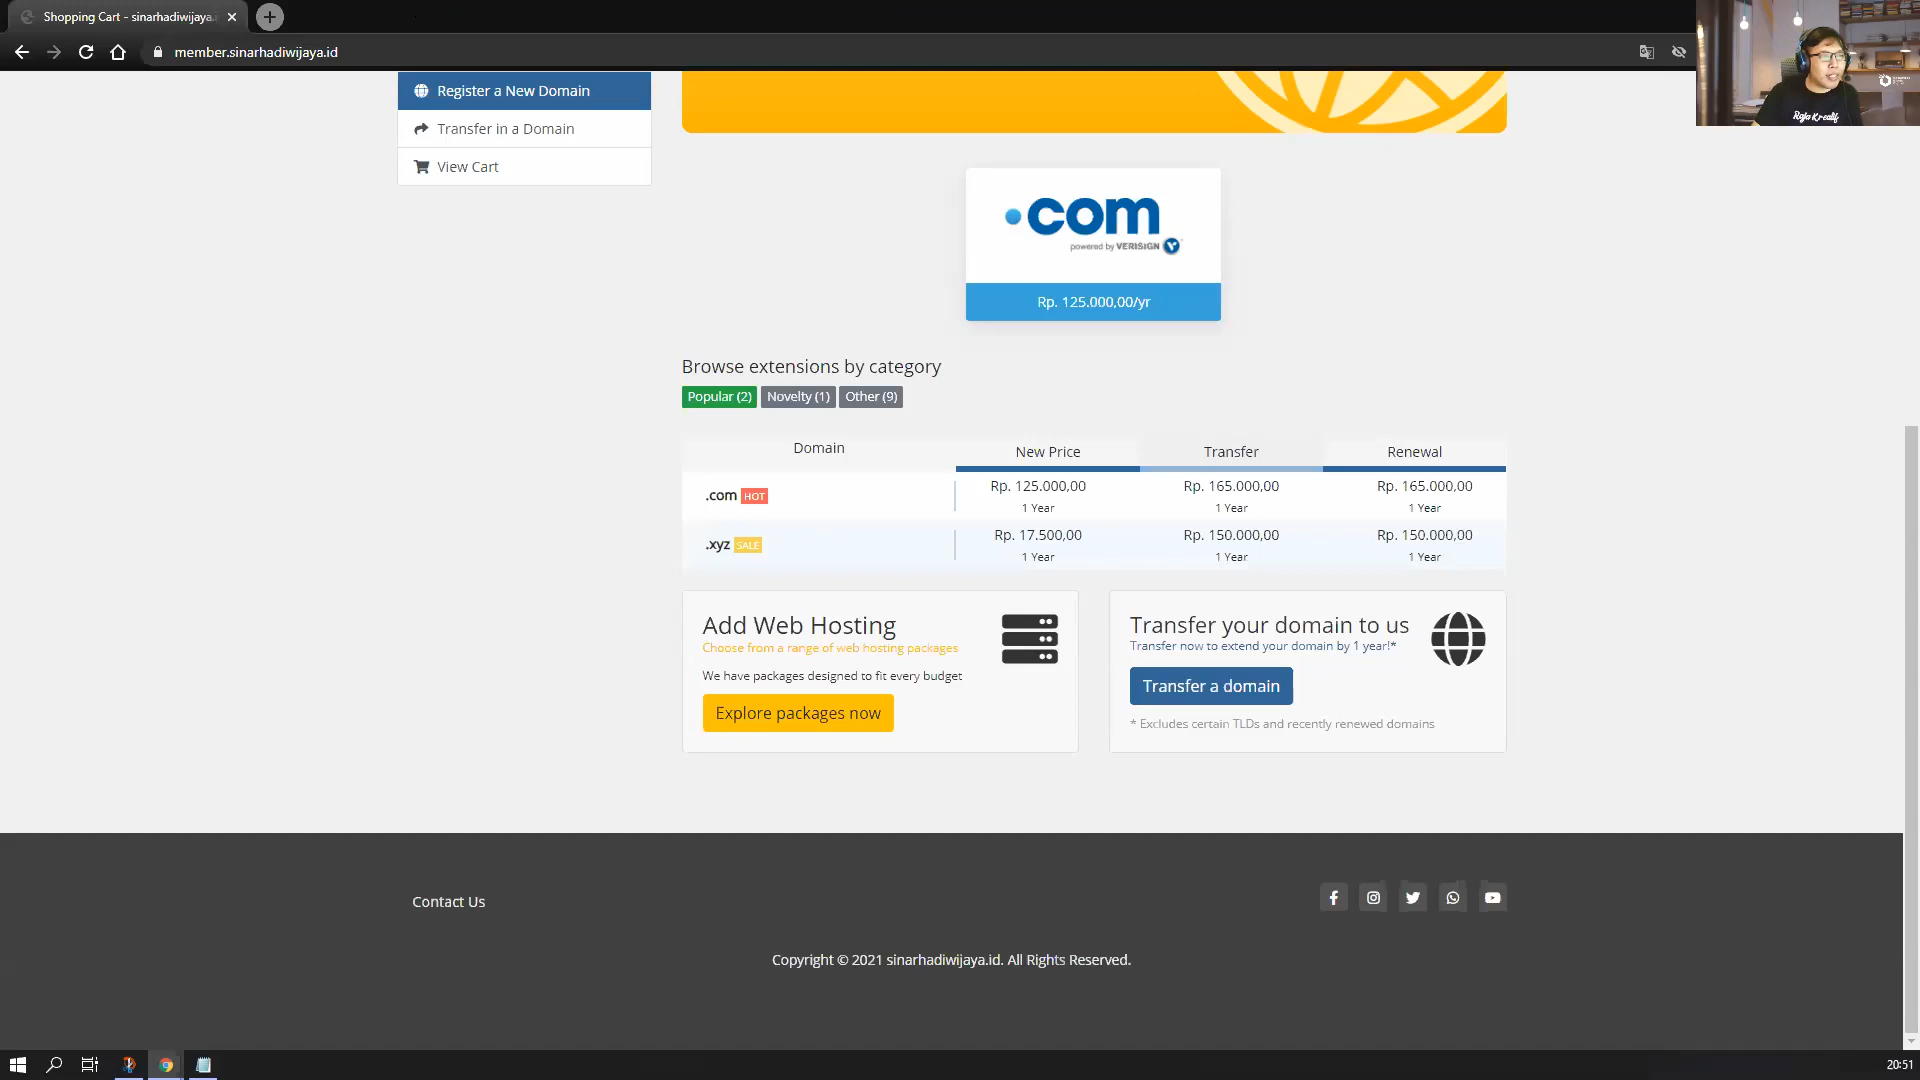 Shopping Cart - sinarhadiwijaya.
member.sinarhadiwijaya.id
Register a New Domain
Transfer in a Domain
View Cart
com
powered by VERISIGN
Rp. 125.000,00/yr
Raja Kreatif
Browse extensions by category
Popular (2) Novelty (1) Other (9)
Domain New Price Transfer Renewal
.com HOT Rp. 125.000,00 Rp. 165.000,00 Rp. 165.000,00
1 Year 1 Year 1 Year
.xyz SALE Rp. 17.500,00 Rp. 150.000,00 Rp. 150.000,00
1 Year 1 Year 1 Year
Add Web Hosting
Choose from a range of web hosting packages
We have packages designed to fit every budget
Explore packages now
Transfer your domain to us
Transfer now to extend your domain by 1 year!*
Transfer a domain
* Excludes certain TLDs and recently renewed domains
Contact Us
Copyright © 2021 sinarhadiwijaya.id. All Rights Reserved.
20:51